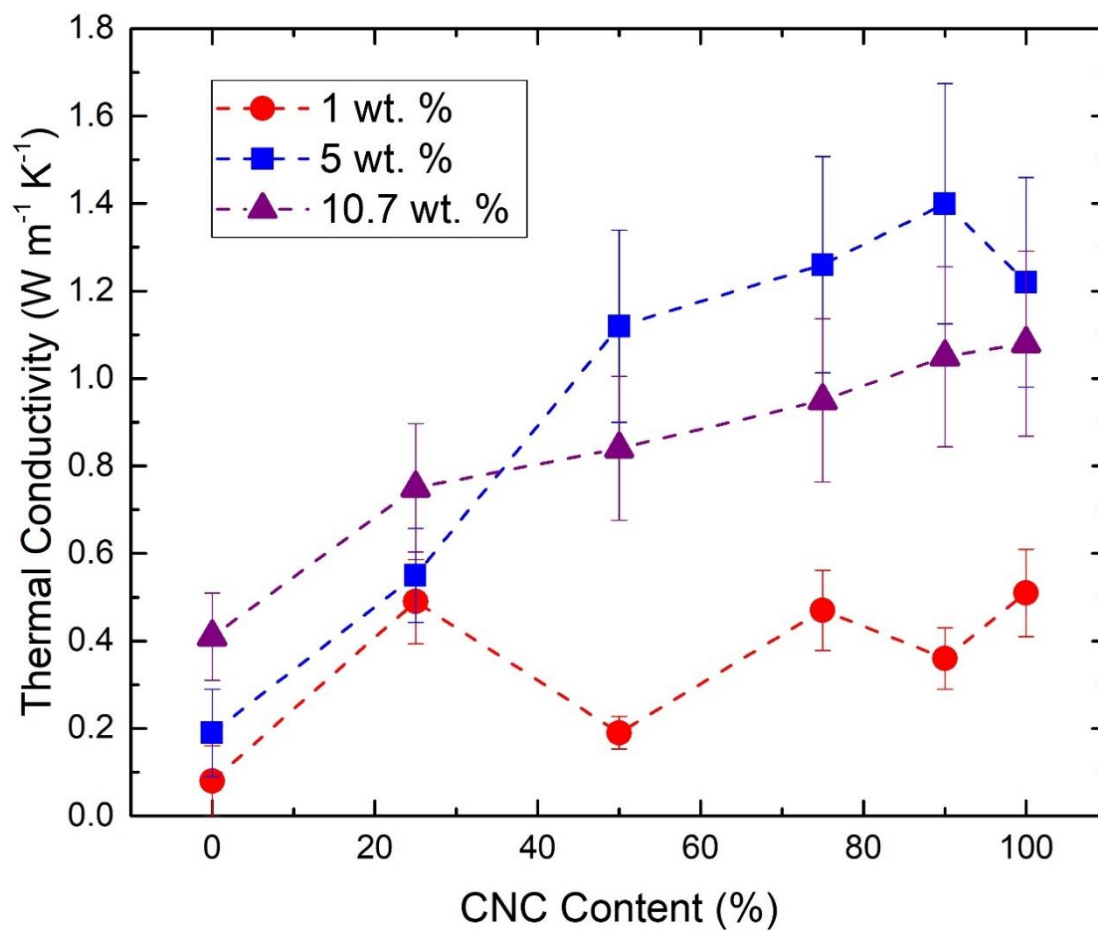 1.8
1.6
1.4
1.2
1.0
0.8
0.6
0.4
0.2
0.0
Thermal Conductivity (W m⁻¹ K⁻¹)
1 wt. %
5 wt. %
10.7 wt. %
0 20 40 60 80 100
CNC Content (%)